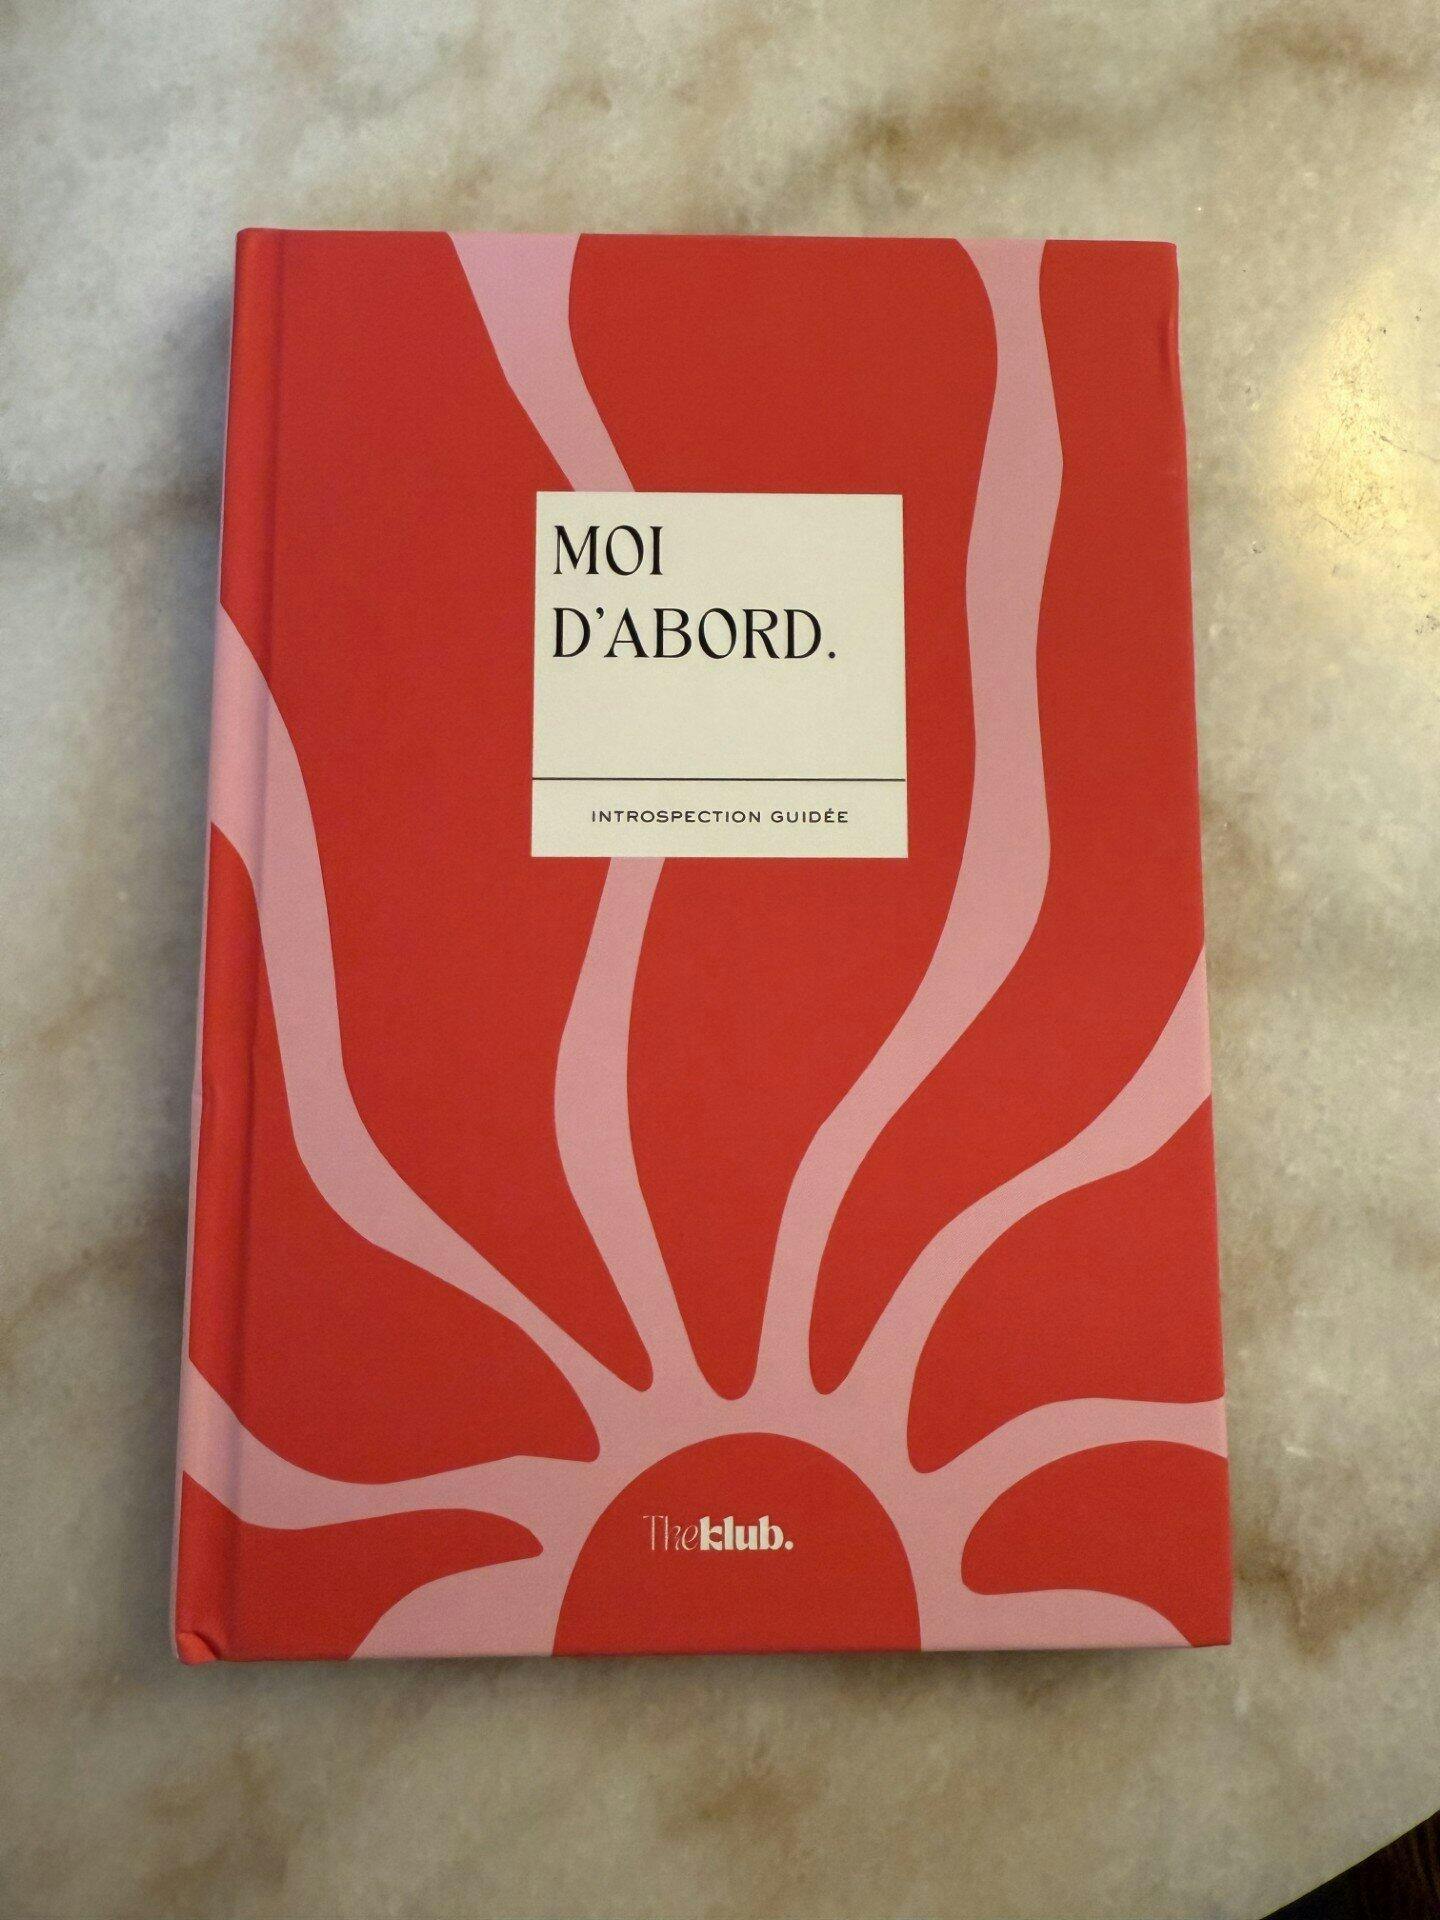 MOI
D'ABORD.
INTROSPECTION GUIDÉE
Theklub.